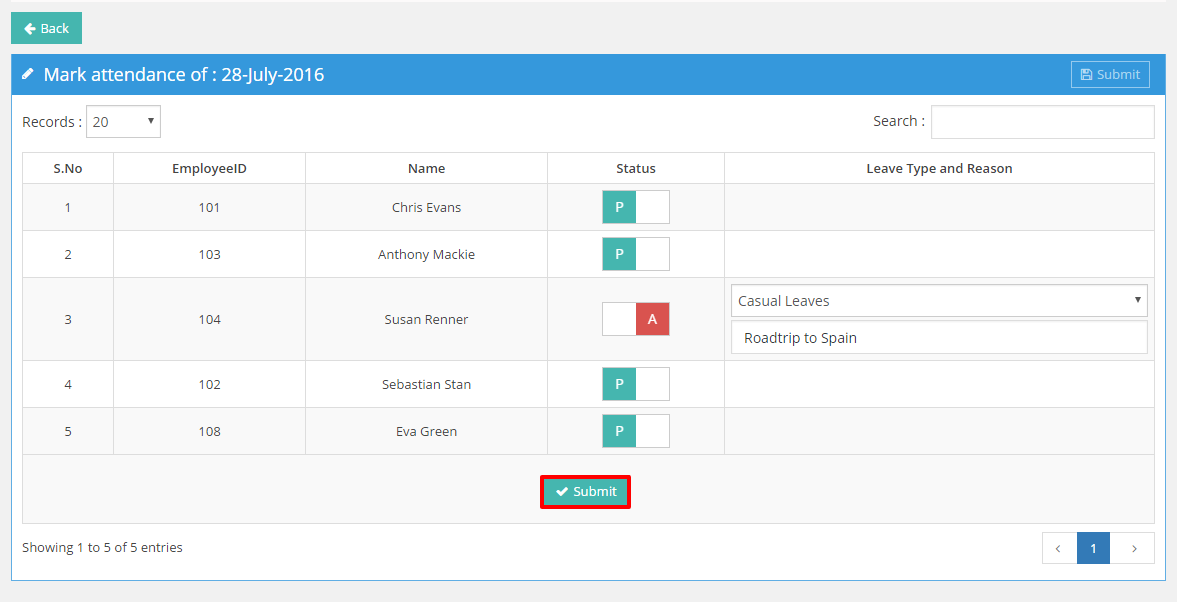 Back
Mark attendance of : 28-July-2016 Submit
Records : 20 Search :
S.No EmployeeID Name Status Leave Type and Reason
1 101 Chris Evans P
2 103 Anthony Mackie P
Casual Leaves
3 104 Susan Renner A
Roadtrip to Spain
4 102 Sebastian Stan P
5 108 Eva Green P
Submit
Showing 1 to 5 of 5 entries ‹ 1 ›